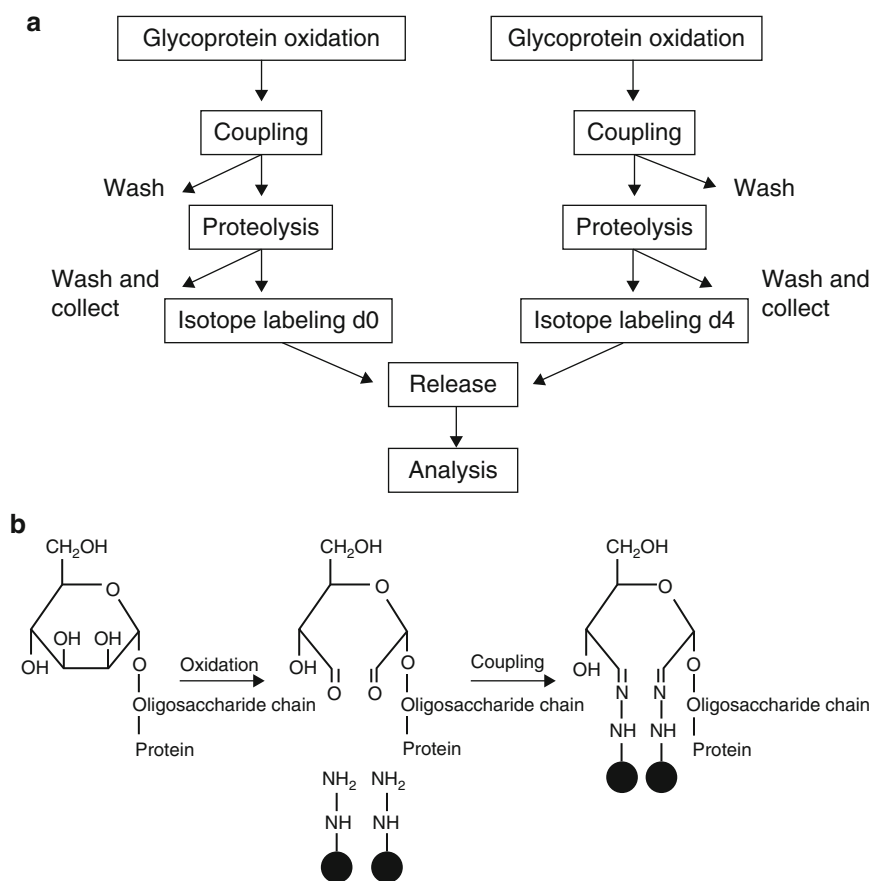 a
Glycoprotein oxidation
Glycoprotein oxidation
Coupling
Coupling
Wash
Wash
Proteolysis
Proteolysis
Wash and
collect
Wash and
collect
Isotope labeling d0
Isotope labeling d4
Release
Analysis
b
CH2OH
O
OH
OH
OH
O
Oligosaccharide chain
Protein
Oxidation
CH2OH
O
OH
O
O
O
Oligosaccharide chain
Protein
NH2
NH2
NH
NH
Coupling
CH2OH
O
OH
N
N
NH
NH
O
Oligosaccharide chain
Protein